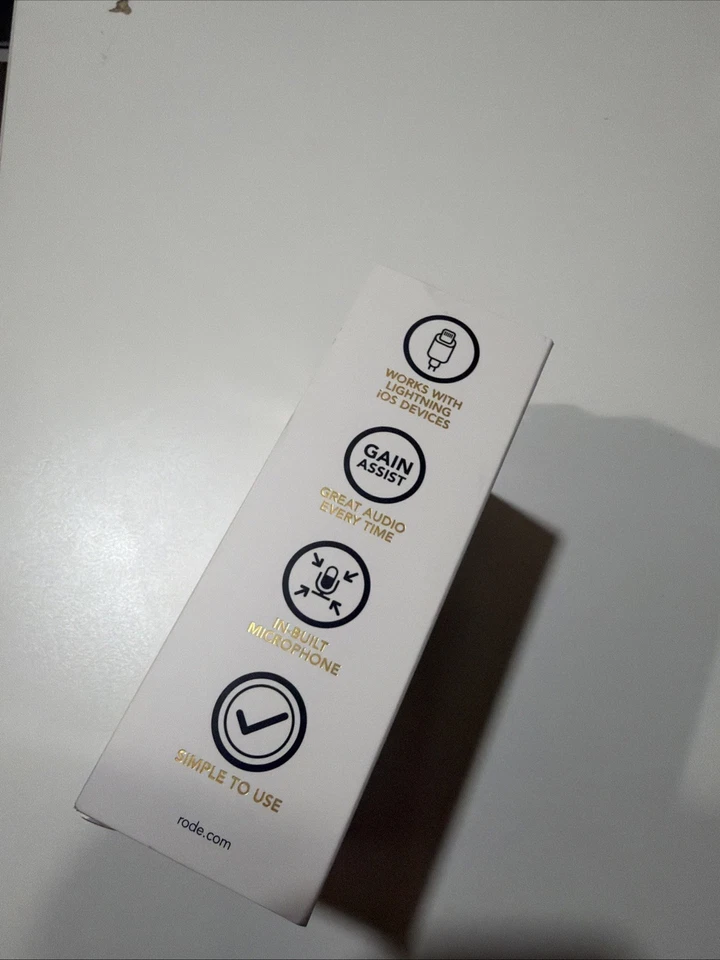 WORKS WITH
LIGHTNING
iOS DEVICES
GAIN
ASSIST
GREAT AUDIO
EVERY TIME
IN-BUILT
MICROPHONE
SIMPLE TO USE
rode.com